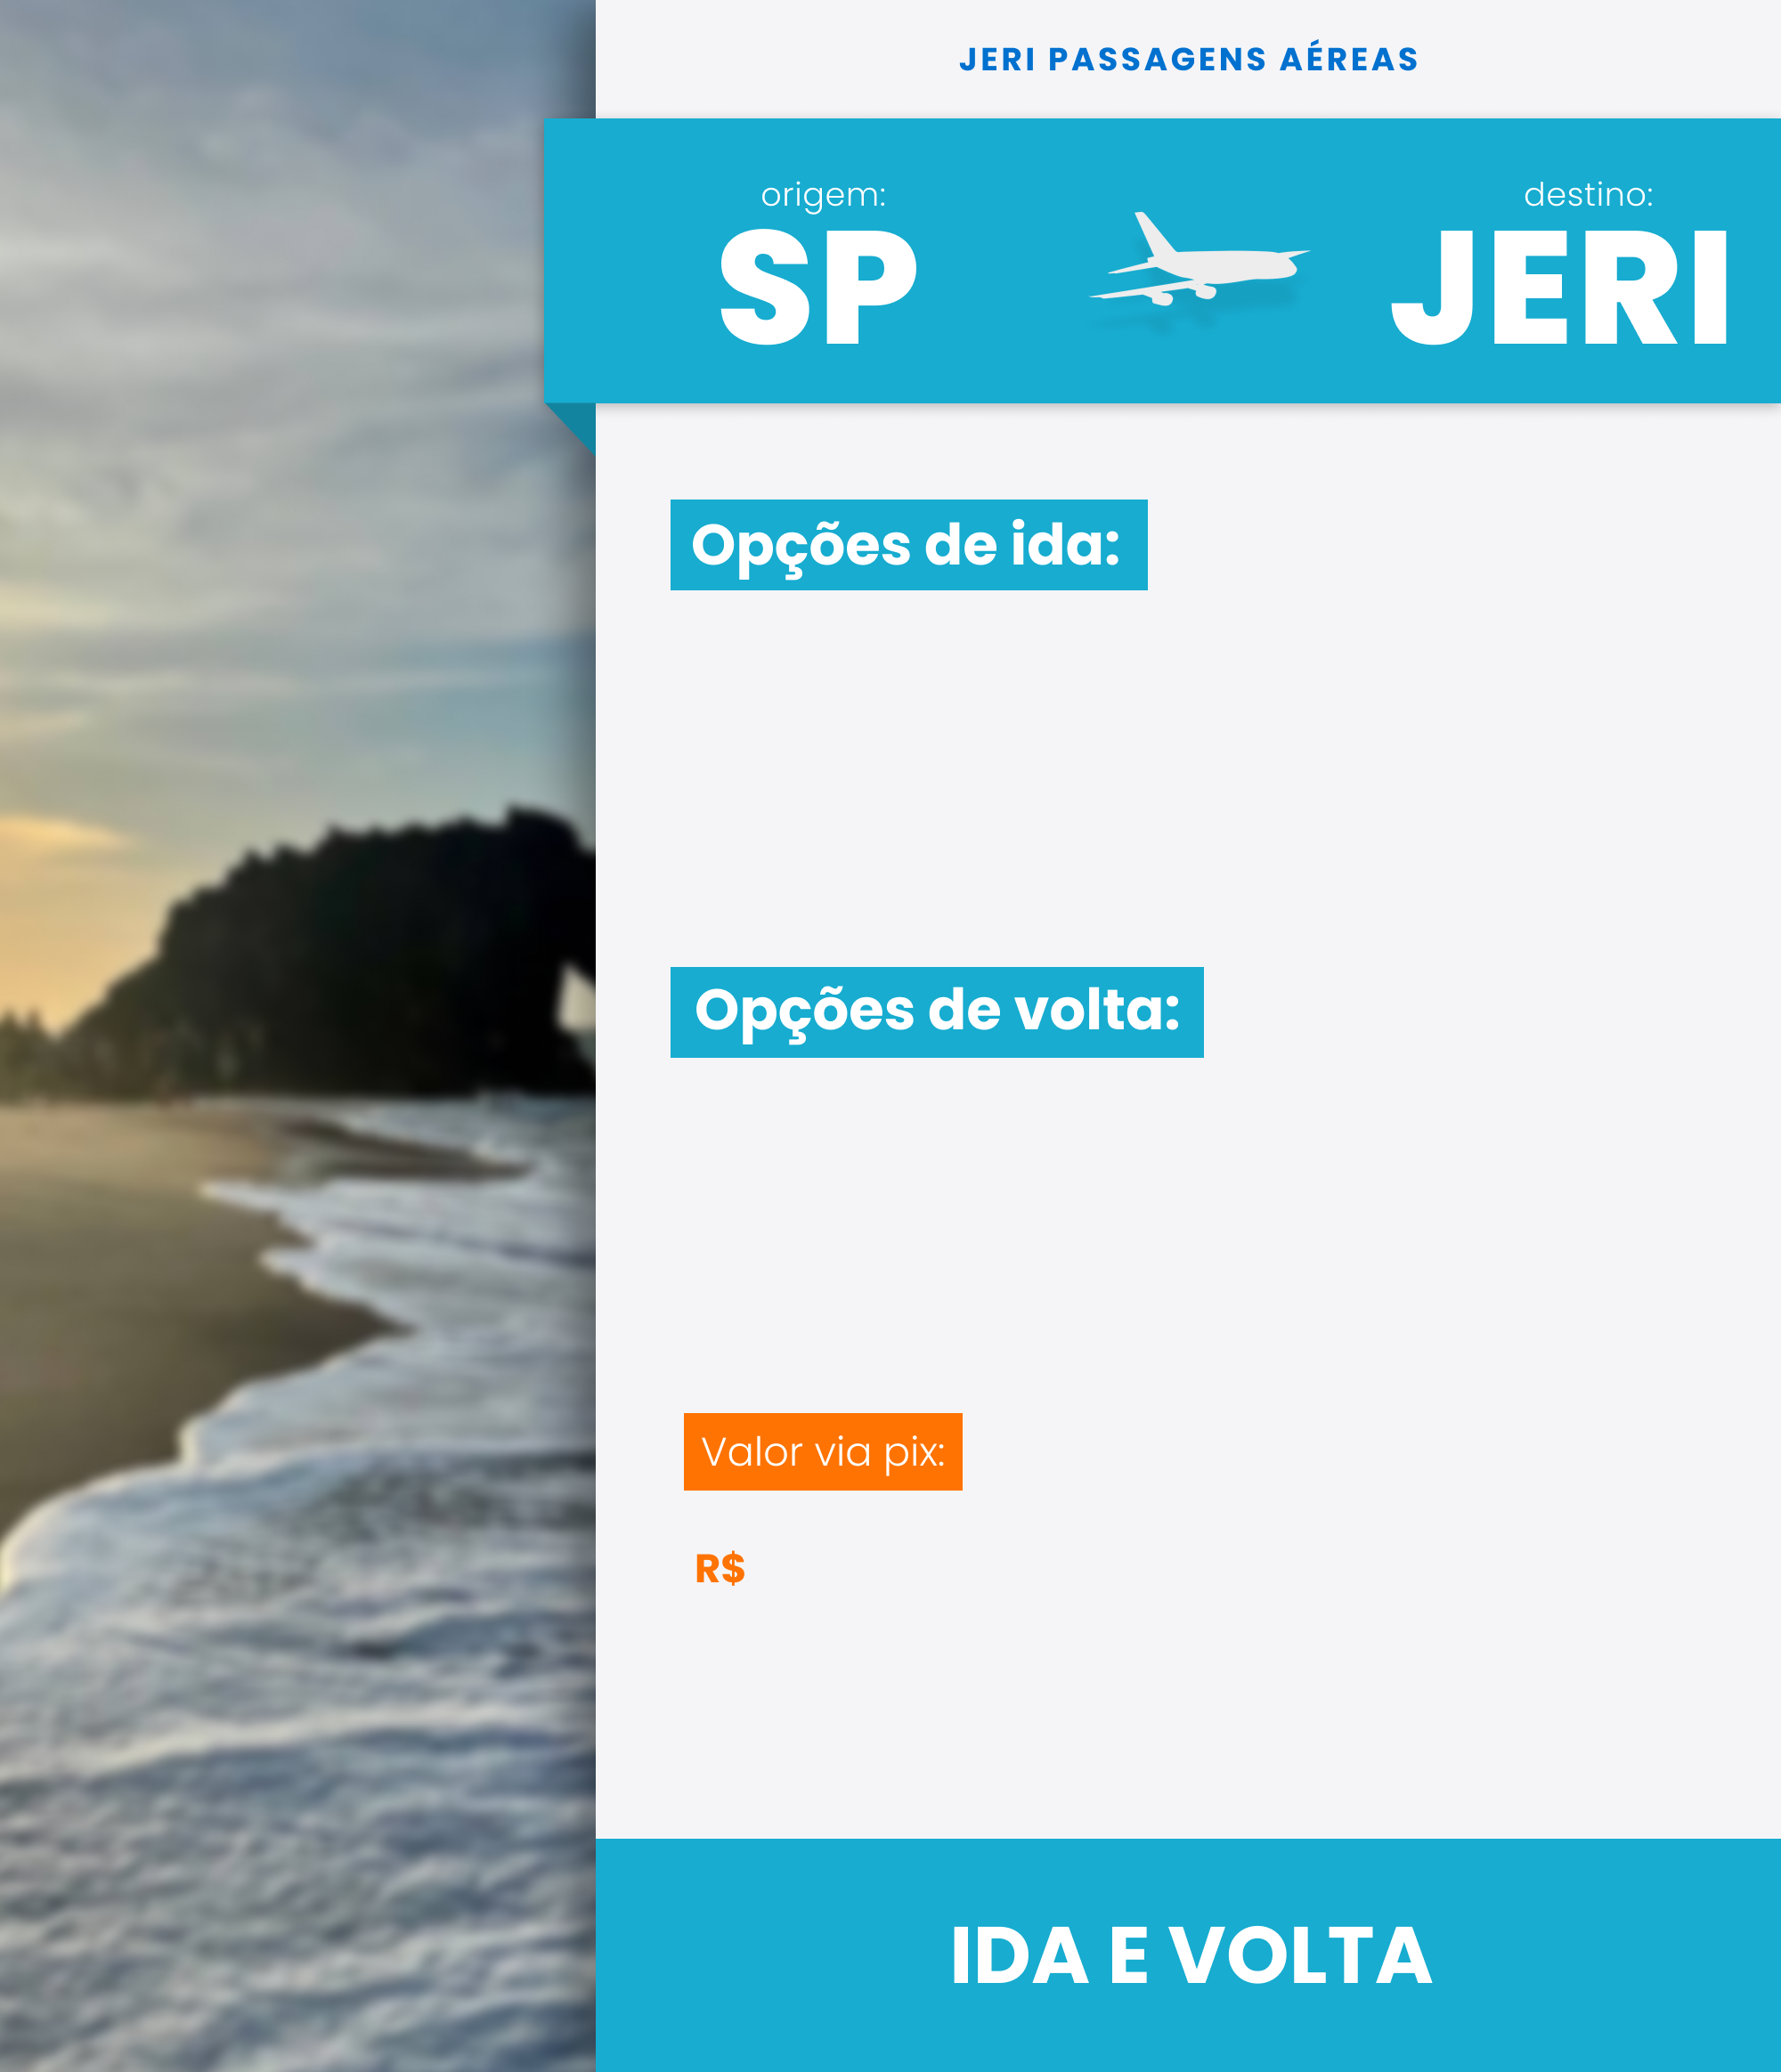 JERI PASSAGENS AÉREAS
origem: destino:
SP JERI
Opções de ida:
Opções de volta:
Valor via pix:
R$
IDA E VOLTA